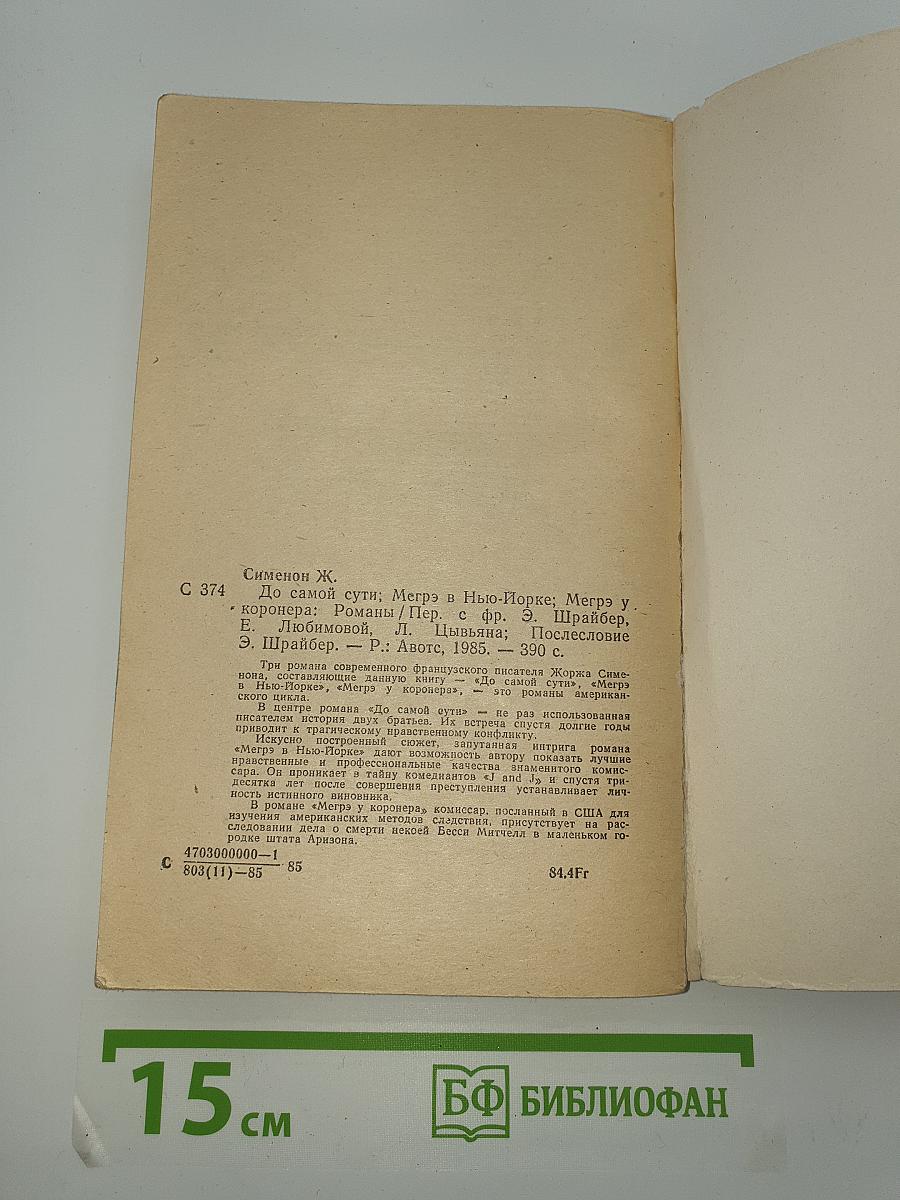 Сименон Ж.
С 374 До самой сути; Мегрэ в Нью-Йорке; Мегрэ у
коронера: Романы / Пер. с фр. Э. Шрайбер,
Е. Любимовой, Л. Цывьяна; Послесловие
Э. Шрайбер. — Р.: Авотс, 1985. — 390 с.
Три романа современного французского писателя Жоржа Симе-
нона, составляющие данную книгу — «До самой сути», «Мегрэ
в Нью-Йорке», «Мегрэ у коронера», — это романы американ-
ского цикла.
В центре романа «До самой сути» — не раз использованная
писателем история двух братьев. Их встреча спустя долгие годы
приводит к трагическому нравственному конфликту.
Искусно построенный сюжет, запутанная интрига романа
«Мегрэ в Нью-Йорке» дают возможность автору показать лучшие
нравственные и профессиональные качества знаменитого комис-
сара. Он проникает в тайну комедиантов «J and J» и спустя три-
десятка лет после совершения преступления устанавливает лич-
ность истинного виновника.
В романе «Мегрэ у коронера» комиссар, посланный в США для
изучения американских методов следствия, присутствует на рас-
следовании дела о смерти некоей Бесси Митчелл в маленьком го-
родке штата Аризона.
С 4703000000—1
803(11)—85 85
84.4Fr
15 см
БФ БИБЛИОФАН